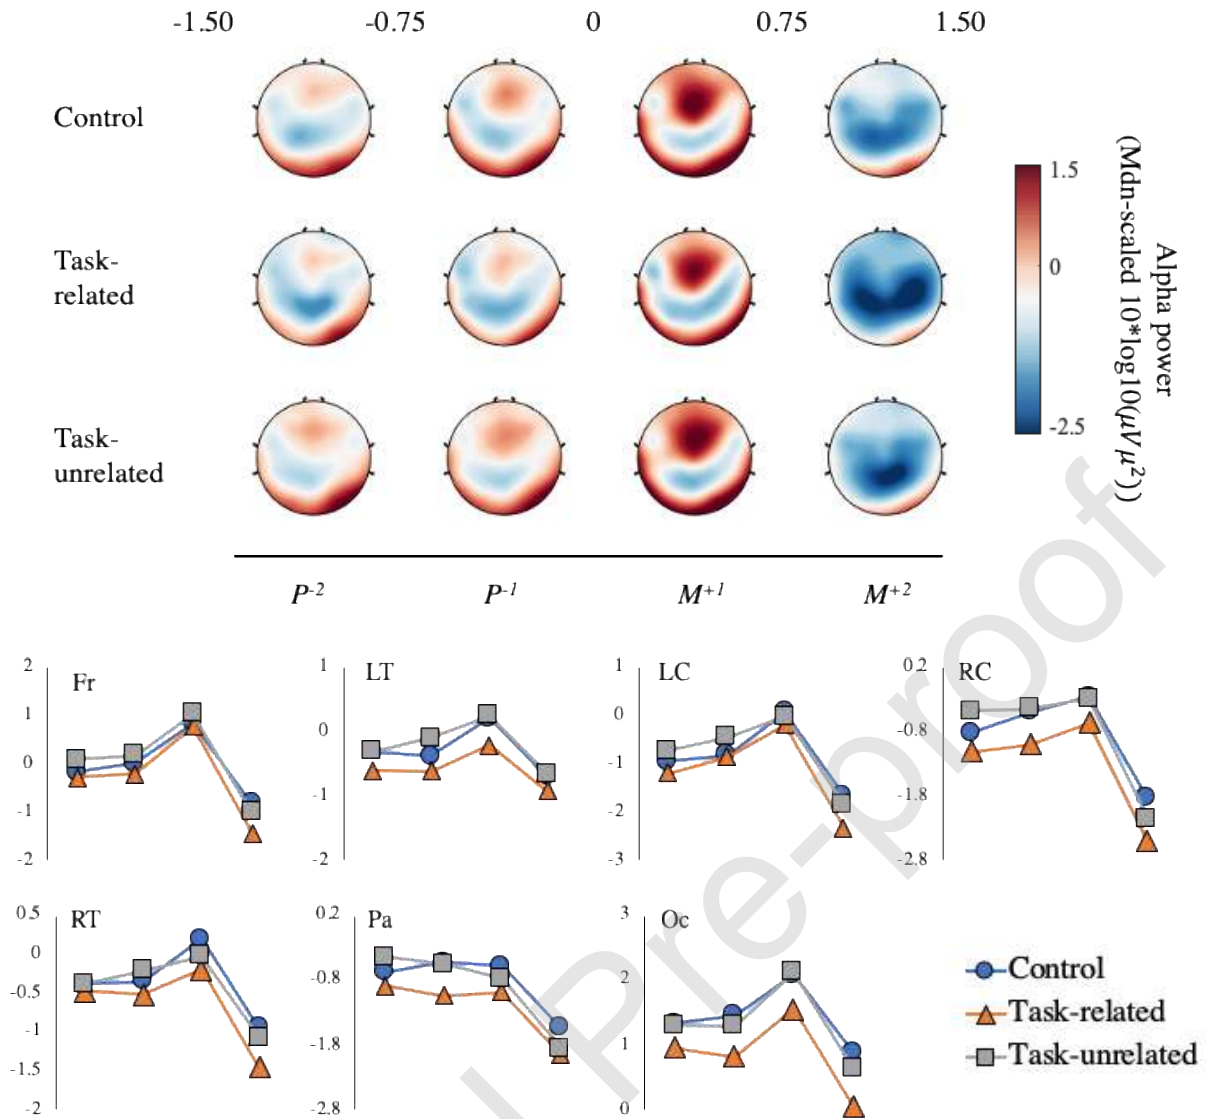 -1.50 -0.75 0 0.75 1.50
Control
Task-
related
Task-
unrelated
1.5
0
-2.5
Alpha power
(Mdn-scaled 10*log10(μV μ²))
P-2 P-1 M+1 M+2
Fr
2
1
0
-1
-2
LT
1
0
-1
-2
LC
1
0
-1
-2
-3
RC
0.2
-0.8
-1.8
-2.8
RT
0.5
0
-0.5
-1
-1.5
-2
Pa
0.2
-0.8
-1.8
-2.8
Oc
3
2
1
0
Control
Task-related
Task-unrelated
l Pre-proof